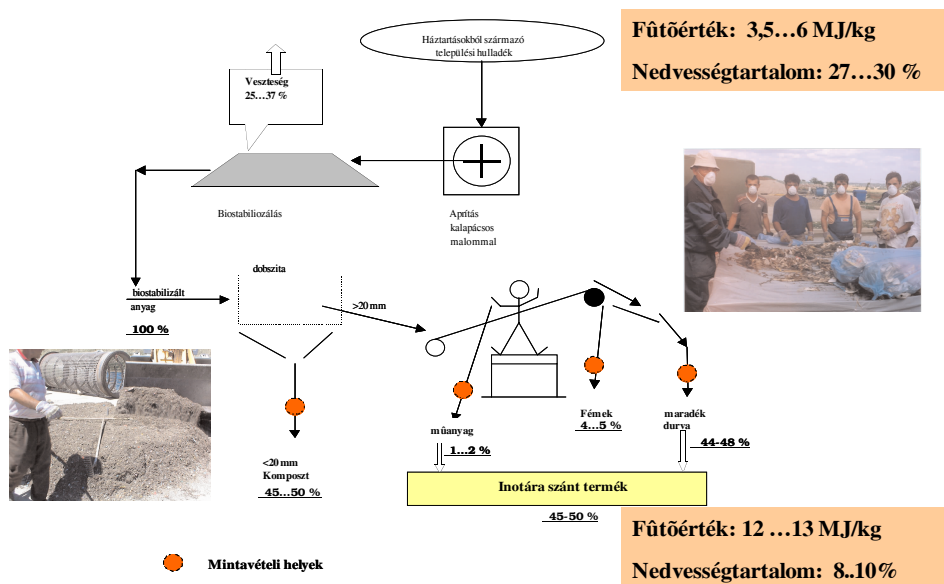 Fûtõérték: 3,5…6 MJ/kg
Nedvességtartalom: 27…30 %
Háztartásokból származó
települési hulladék
Veszteség
25…37 %
Biostabiliozálás
Aprítás
kalapácsos
malommal
dobszita
biostabilizált
anyag
100 %
>20 mm
<20 mm
Komposzt
45…50 %
mûanyag
1…2 %
Fémek
4…5 %
maradék
durva
44-48 %
Inotára szánt termék
45-50 %
Fûtõérték: 12 …13 MJ/kg
Nedvességtartalom: 8..10%
Mintavételi helyek